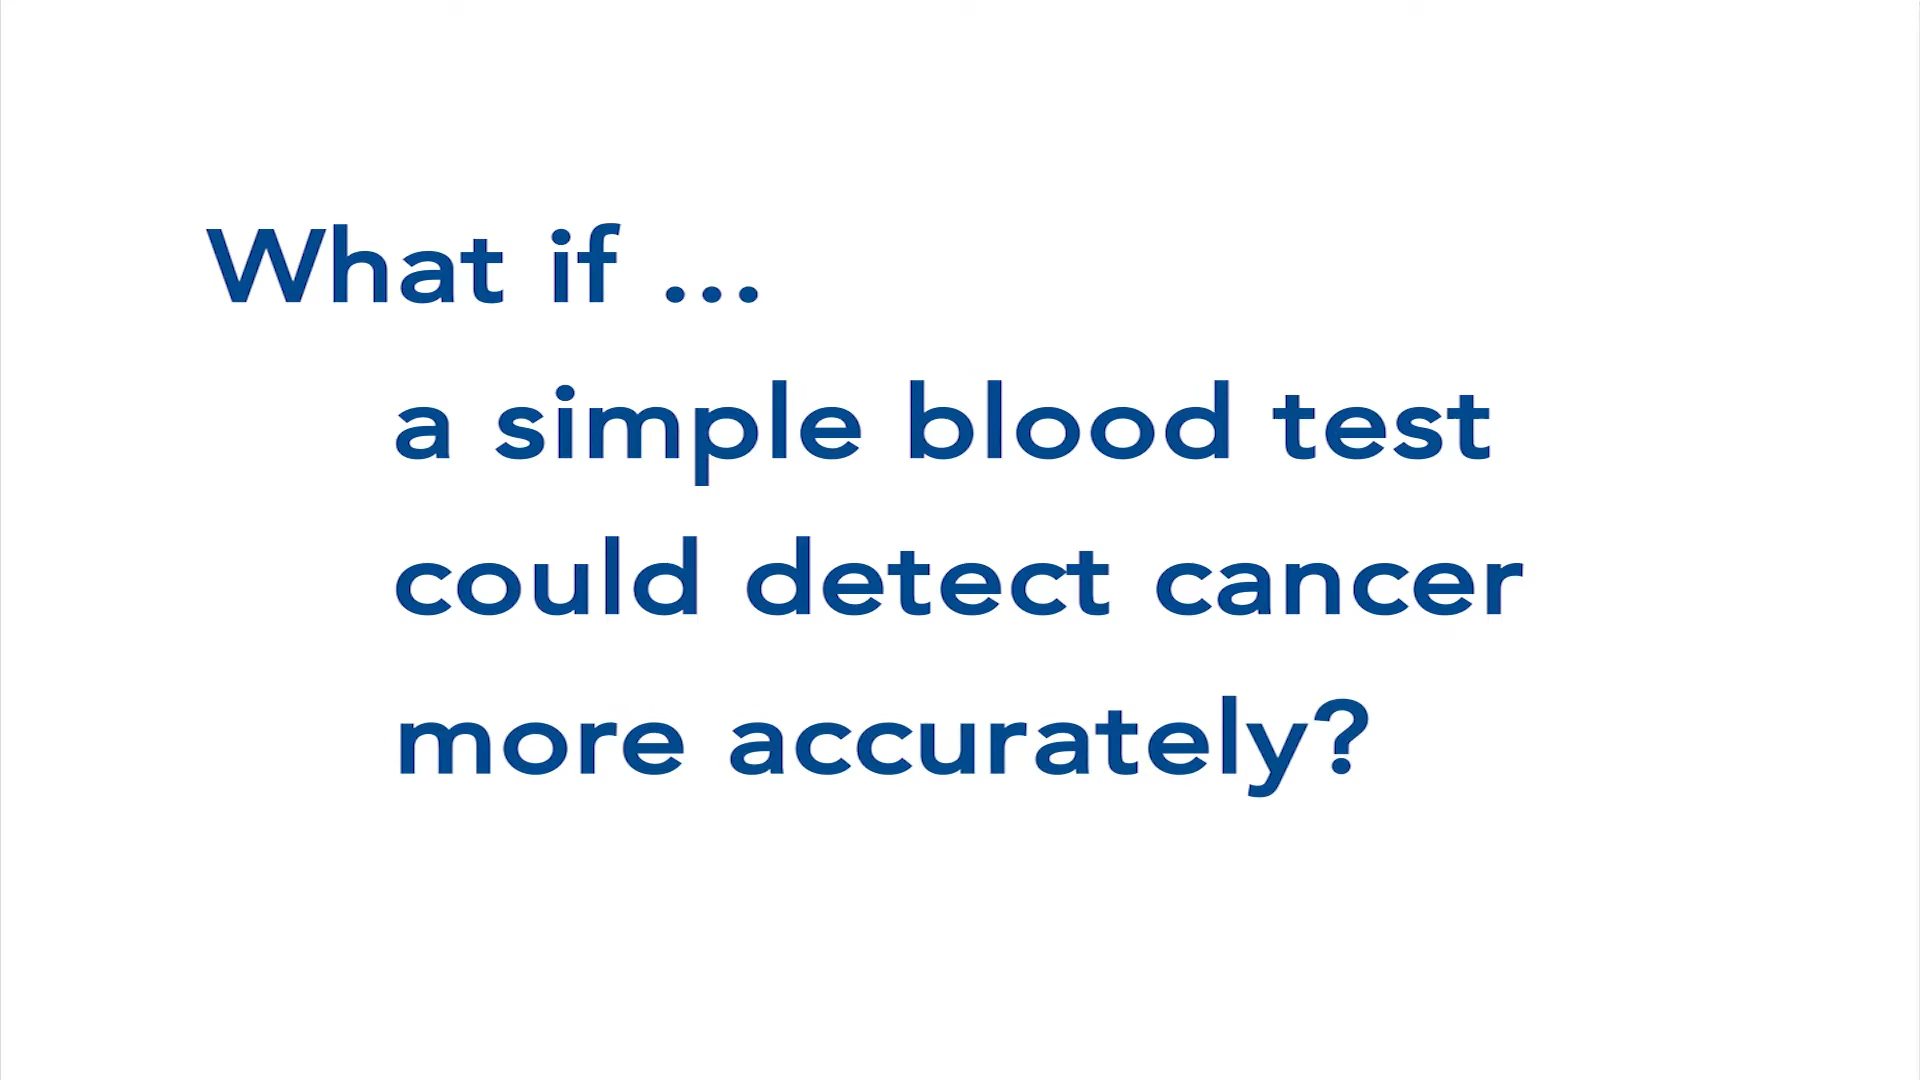 What if ...
a simple blood test
could detect cancer
more accurately?